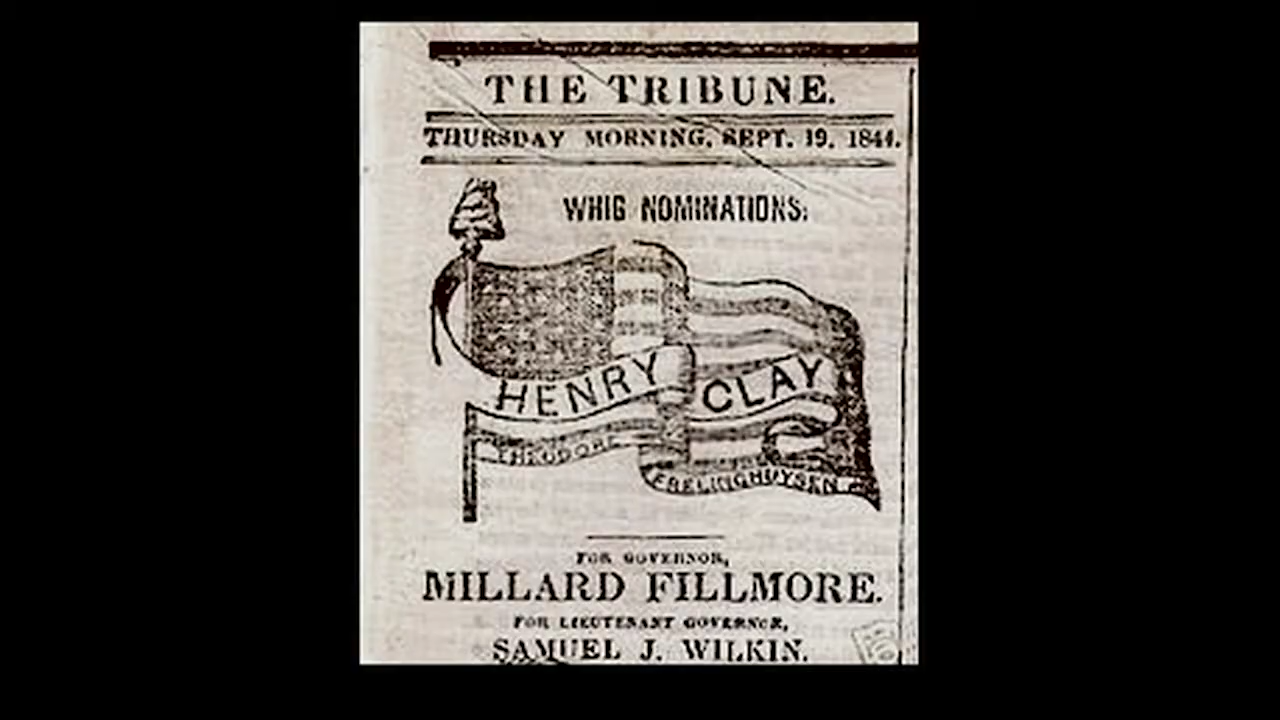 THE TRIBUNE.
THURSDAY MORNING, SEPT. 19, 1844.
WHIG NOMINATIONS:
HENRY CLAY
THEODORE
FRELINGHUYSEN
FOR GOVERNOR,
MILLARD FILLMORE.
FOR LIEUTENANT GOVERNOR,
SAMUEL J. WILKIN.